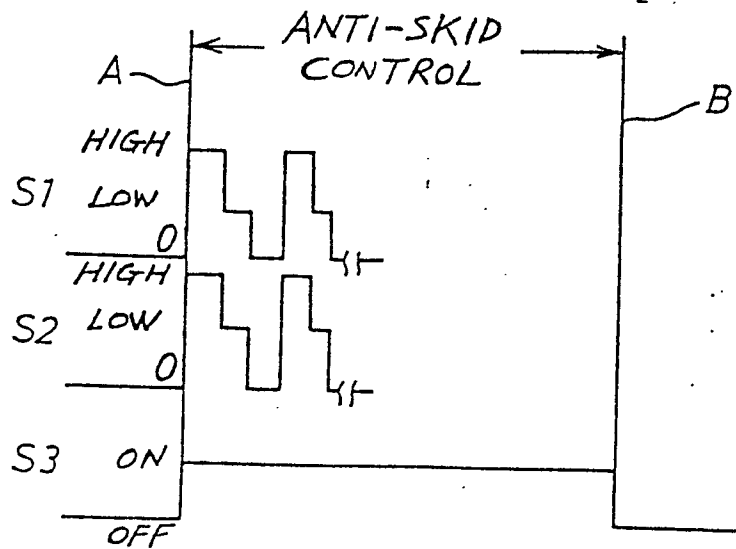 ANTI-SKID
CONTROL
A
B
HIGH
S1 LOW
0
HIGH
S2 LOW
0
S3 ON
OFF